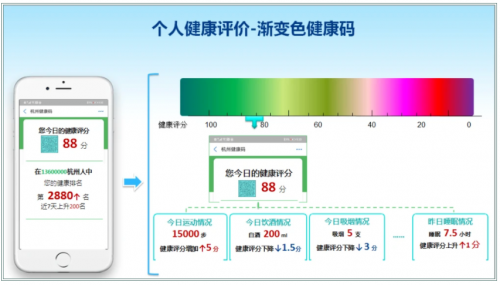 个人健康评价-渐变色健康码
杭州健康码
您今日的健康评分
88 分
在13600000杭州人中
您的健康排名
第 2880↑ 名
近7天上升200名
健康评分 100 80 60 40 20 0
杭州健康码
您今日的健康评分
88 分
今日运动情况
15000 步
健康评分增加↑5分
今日饮酒情况
白酒 200 ml
健康评分下降↓1.5分
今日吸烟情况
吸烟 5 支
健康评分下降↓3 分
......
昨日睡眠情况
睡眠 7.5 小时
健康评分上升↑1分